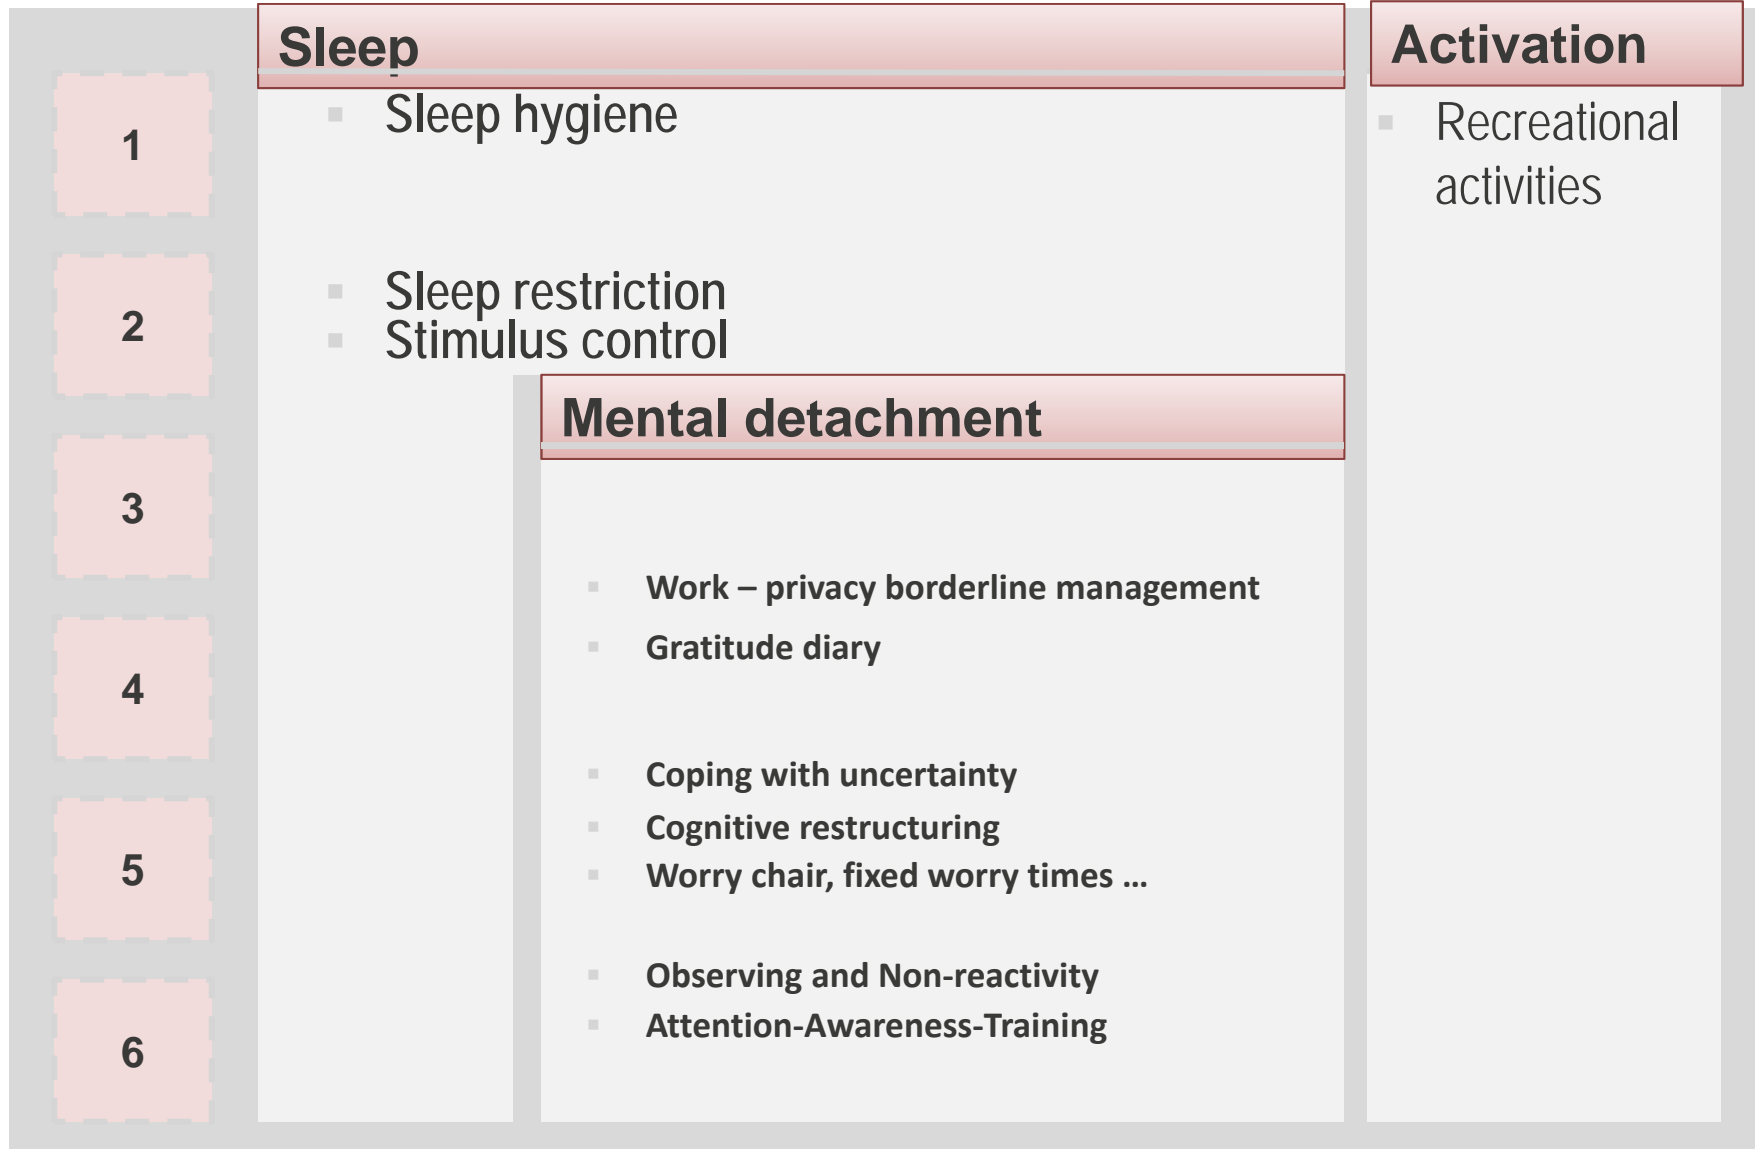 Sleep
Activation
1
Sleep hygiene
Recreational
activities
2
Sleep restriction
Stimulus control
Mental detachment
3
Work – privacy borderline management
Gratitude diary
4
Coping with uncertainty
Cognitive restructuring
5
Worry chair, fixed worry times ...
Observing and Non-reactivity
Attention-Awareness-Training
6